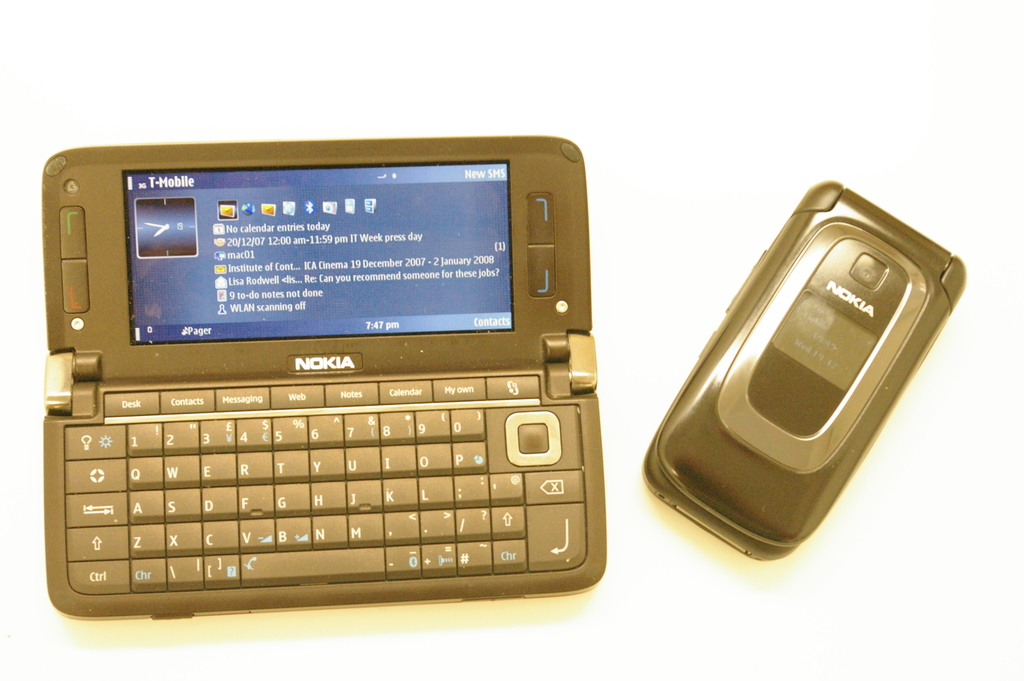 3G T-Mobile New SMS
No calendar entries today
20/12/07 12:00 am-11:59 pm IT Week press day
mac01 (1)
Institute of Cont... ICA Cinema 19 December 2007 - 2 January 2008
Lisa Rodwell <lis... Re: Can you recommend someone for these jobs?
9 to-do notes not done
WLAN scanning off
Pager 7:47 pm Contacts
NOKIA
Desk Contacts Messaging Web Notes Calendar My own
1 ! 2 " 3 £ ¥ 4 $ € 5 % 6 ^ 7 & { 8 * } 9 ( 0 )
Q W E R T Y U I O P
A S D F G H J K L ; : ' @
Z X C V B N M , < . > / ?
Ctrl Chr \ | [ ] - _ + = # ~ Chr
NOKIA